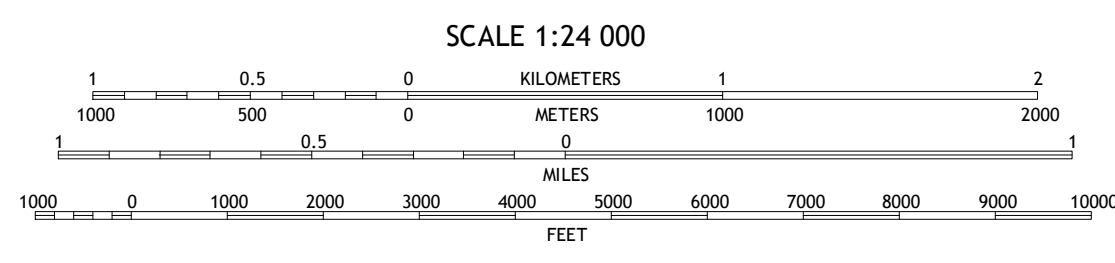 SCALE 1:24 000
1 0.5 0 KILOMETERS 1 2
1000 500 0 METERS 1000 2000
1 0.5 0 1
MILES
1000 0 1000 2000 3000 4000 5000 6000 7000 8000 9000 10000
FEET